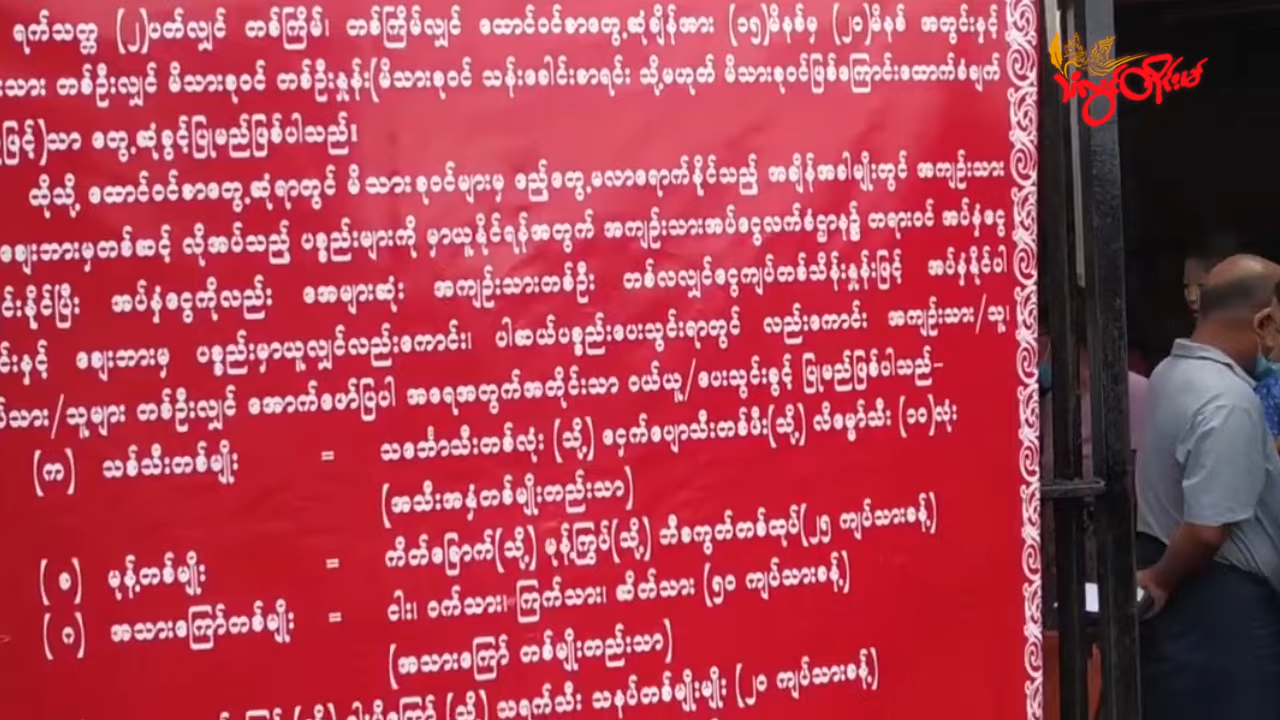 ရက်သတ္တ (၂)ပတ်လျှင် တစ်ကြိမ်၊ တစ်ကြိမ်လျှင် ထောင်ဝင်စာတွေ့ဆုံချိန်အား (၁၅)မိနစ်မှ (၂၀)မိနစ် အတွင်းနှင့်
သား တစ်ဦးလျှင် မိသားစုဝင် တစ်ဦးနှုန်း(မိသားစုဝင် သန်းခေါင်းစာရင်း သို့မဟုတ် မိသားစုဝင်ဖြစ်ကြောင်းထောက်ခံချက်
ဖြင့်)သာ တွေ့ဆုံခွင့်ပြုမည်ဖြစ်ပါသည်။
ထိုသို့ ထောင်ဝင်စာတွေ့ဆုံရာတွင် မိသားစုဝင်များမှ ဧည့်တွေ့မလာရောက်နိုင်သည့် အချိန်အခါမျိုးတွင် အကျဉ်းသား
ဈေးဘားမှတစ်ဆင့် လိုအပ်သည့် ပစ္စည်းများကို မှာယူနိုင်ရန်အတွက် အကျဉ်းသားအပ်ငွေလက်ခံဌာန၌ တရားဝင် အပ်နှံငွေ
င်းနိုင်ပြီး အပ်နှံငွေကိုလည်း အများဆုံး အကျဉ်းသားတစ်ဦး တစ်လလျှင်ငွေကျပ်တစ်သိန်းနှုန်းဖြင့် အပ်နှံနိုင်ပါ
င်းနှင့် ဈေးဘားမှ ပစ္စည်းမှာယူလျှင်လည်းကောင်း၊ ပါဆယ်ပစ္စည်းပေးသွင်းရာတွင် လည်းကောင်း အကျဉ်းသား/သူ၊
သား/သူများ တစ်ဦးလျှင် အောက်ဖော်ပြပါ အရေအတွက်အတိုင်းသာ ဝယ်ယူ/ပေးသွင်းခွင့် ပြုမည်ဖြစ်ပါသည်-
(က) သစ်သီးတစ်မျိုး = သင်္ဘောသီးတစ်လုံး (သို့) ငှက်ပျောသီးတစ်ဖီး(သို့) လိမ္မော်သီး (၁၀)လုံး
(အသီးအနှံတစ်မျိုးတည်းသာ)
(ခ) မုန့်တစ်မျိုး = ကိတ်ခြောက်(သို့) မုန့်ကြွပ်(သို့) ဘီစကွတ်တစ်ထုပ်(၂၅ ကျပ်သားခန့်)
(ဂ) အသားကြော်တစ်မျိုး = ငါး၊ ဝက်သား၊ ကြက်သား၊ ဆိတ်သား (၅၀ ကျပ်သားခန့်)
(အသားကြော် တစ်မျိုးတည်းသာ)
(သို့) ငါးပိကြော် (သို့) သရက်သီး သနပ်တစ်မျိုးမျိုး (၂၀ ကျပ်သားခန့်)